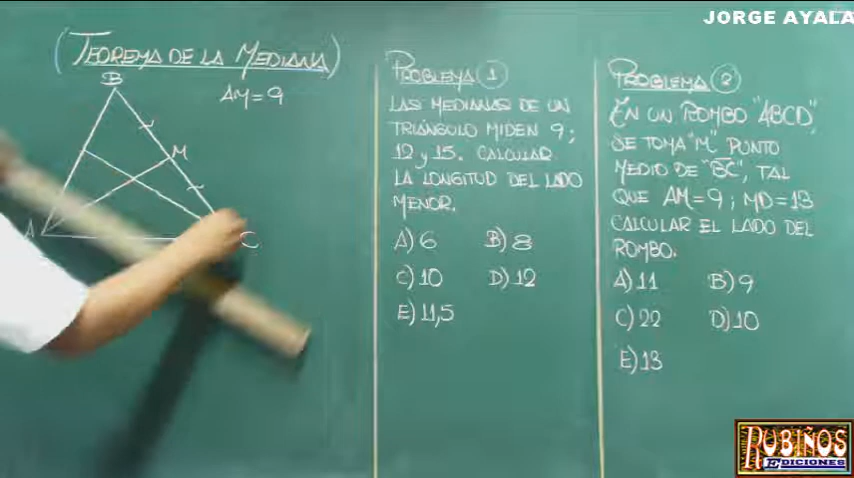 JORGE AYALA
(TEOREMA DE LA MEDIANA)
B
AM=9
M
A
C
PROBLEMA 1
LAS MEDIANAS DE UN
TRIÁNGULO MIDEN 9;
12 y 15. CALCULAR
LA LONGITUD DEL LADO
MENOR.
A) 6 B) 8
C) 10 D) 12
E) 11,5
PROBLEMA 2
EN UN ROMBO "ABCD",
SE TOMA "M" PUNTO
MEDIO DE "BC", TAL
QUE AM=9; MD=13
CALCULAR EL LADO DEL
ROMBO.
A) 11 B) 9
C) 22 D) 10
E) 13
RUBIÑOS
EDICIONES